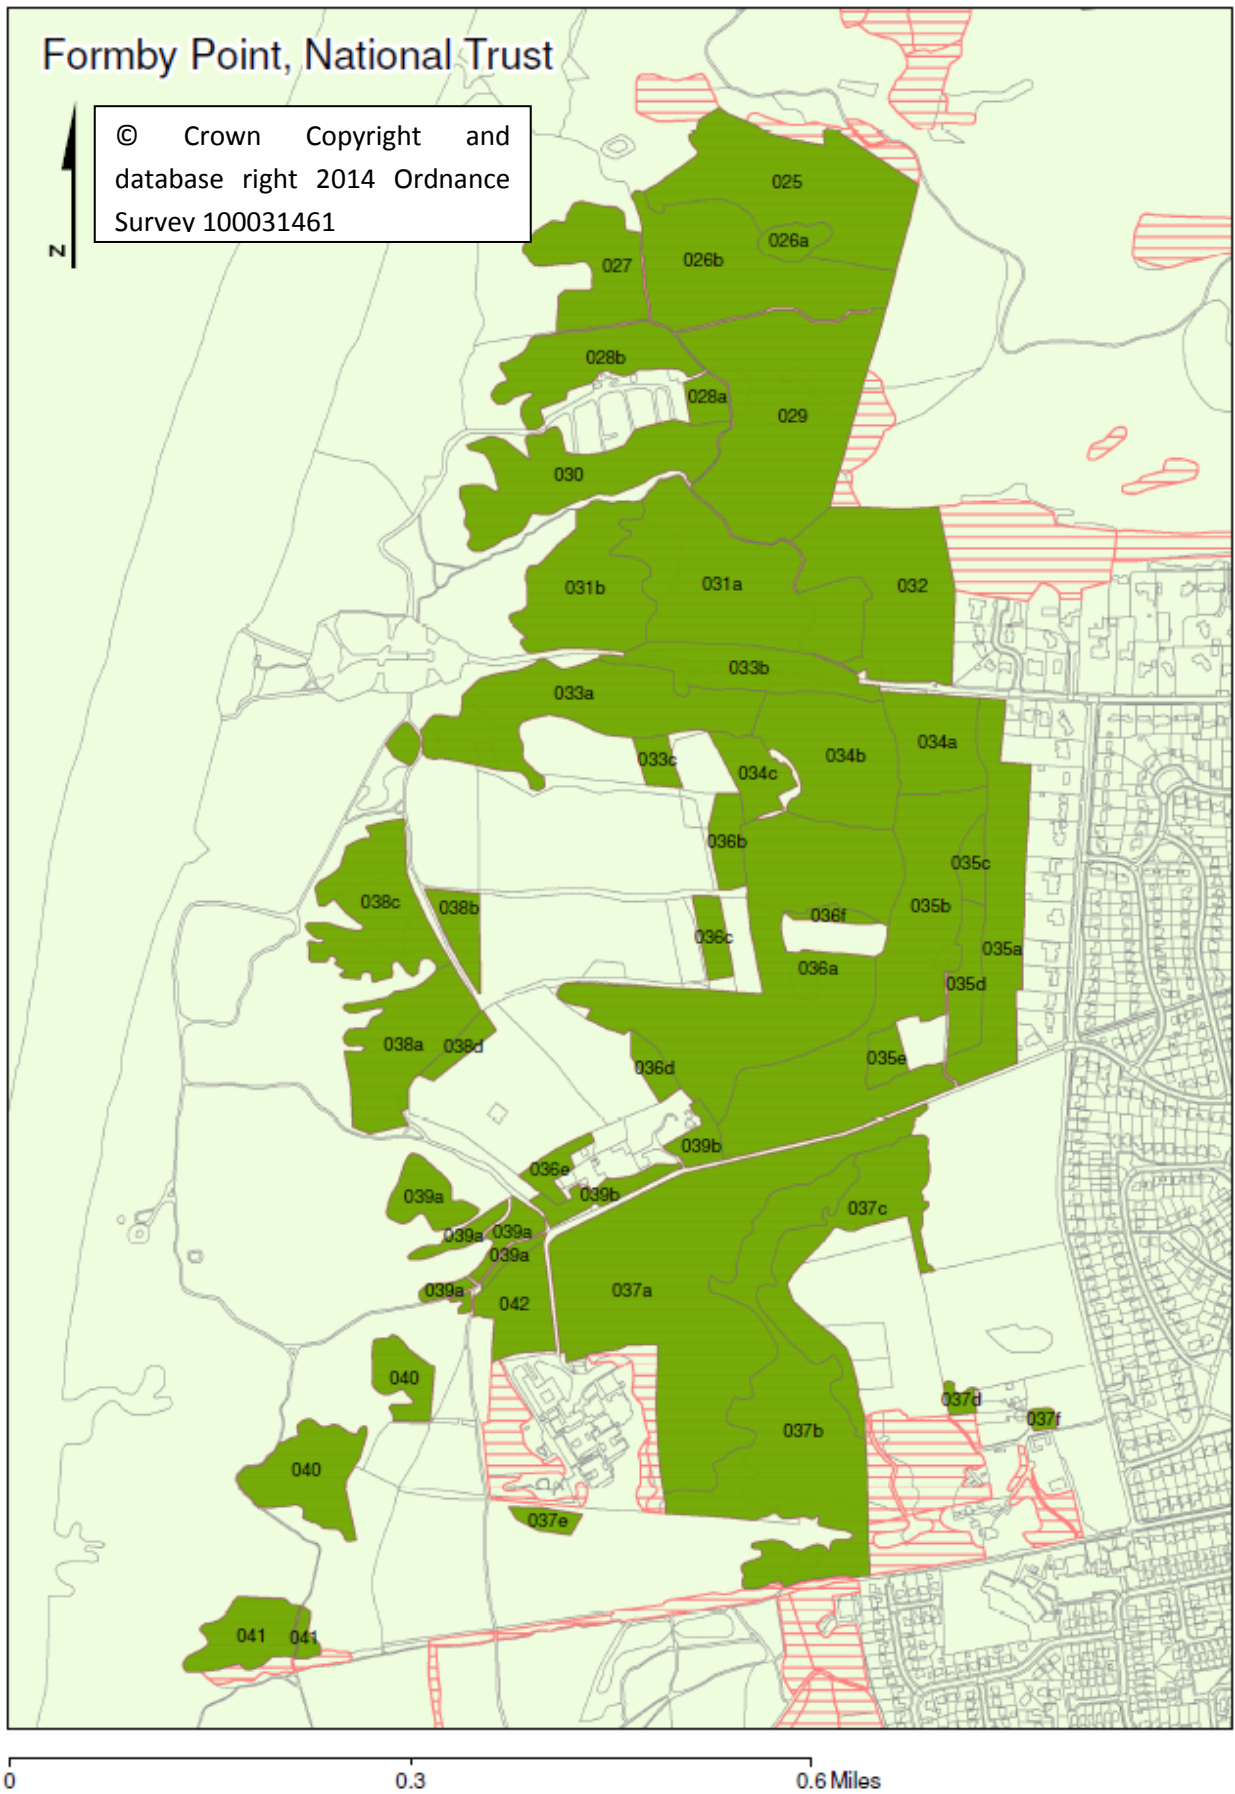 Formby Point, National Trust
© Crown Copyright and
database right 2014 Ordnance
Survey 100031461
N
025
026a
026b
027
028b
028a
029
030
031b
031a
032
033b
033a
034a
034b
033c
034c
036b
035c
038c
038b
035b
036f
036c
035a
036a
035d
038a
038d
035e
036d
039b
036e
039b
039a
037c
039a
039a
039a
039a
037a
042
040
037d
037f
037b
040
037e
041
041
0
0.3
0.6 Miles